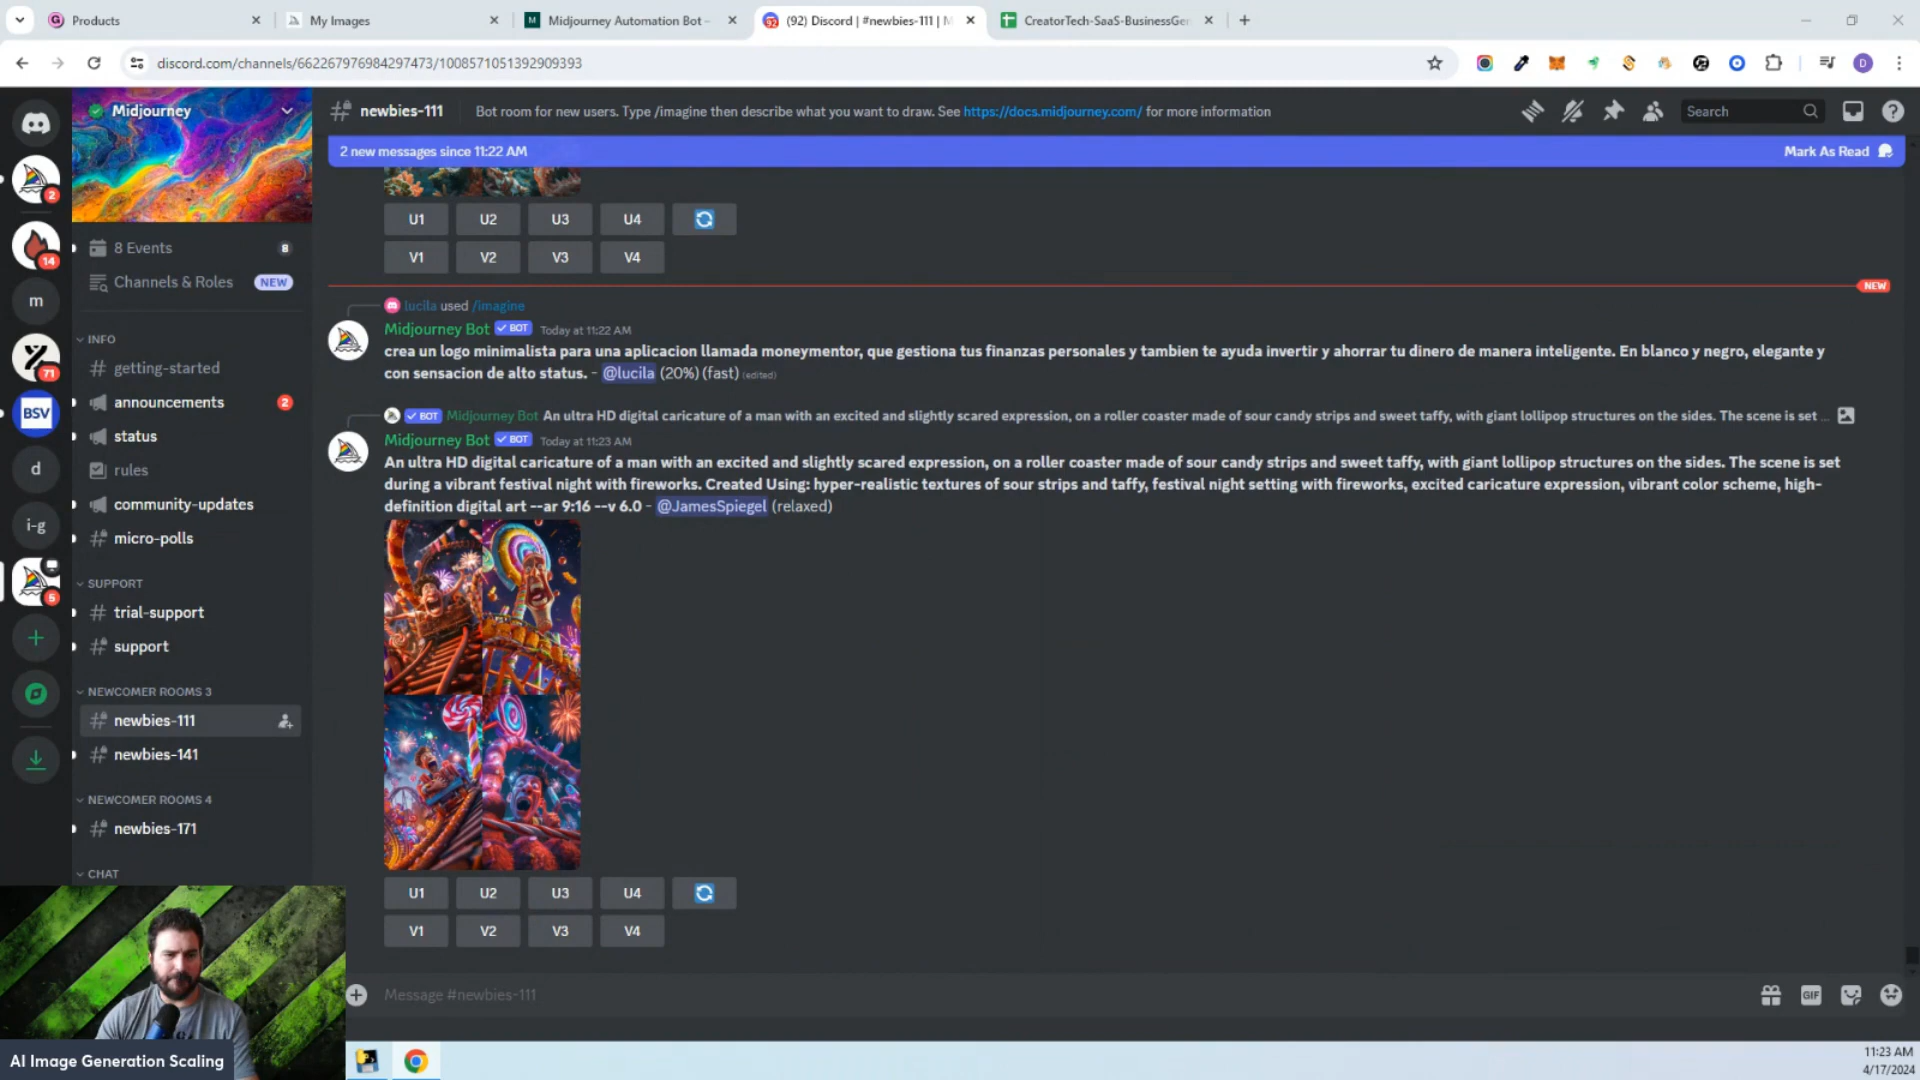 Products
My Images
Midjourney Automation Bot -
(92) Discord | #newbies-111 | M
CreatorTech-SaaS-BusinessGen
discord.com/channels/662267976984297473/1008571051392909393
D
Midjourney
newbies-111
Bot room for new users. Type /imagine then describe what you want to draw. See https://docs.midjourney.com/ for more information
Search
2 new messages since 11:22 AM
Mark As Read
2
14
m
71
BSV
d
i-g
5
8 Events
8
Channels & Roles
NEW
INFO
getting-started
announcements
2
status
rules
community-updates
micro-polls
SUPPORT
trial-support
support
NEWCOMER ROOMS 3
newbies-111
newbies-141
NEWCOMER ROOMS 4
newbies-171
CHAT
U1 U2 U3 U4
V1 V2 V3 V4
NEW
lucila used /imagine
Midjourney Bot BOT Today at 11:22 AM
crea un logo minimalista para una aplicacion llamada moneymentor, que gestiona tus finanzas personales y tambien te ayuda invertir y ahorrar tu dinero de manera inteligente. En blanco y negro, elegante y
con sensacion de alto status. - @lucila (20%) (fast) (edited)
BOT Midjourney Bot An ultra HD digital caricature of a man with an excited and slightly scared expression, on a roller coaster made of sour candy strips and sweet taffy, with giant lollipop structures on the sides. The scene is set ...
Midjourney Bot BOT Today at 11:23 AM
An ultra HD digital caricature of a man with an excited and slightly scared expression, on a roller coaster made of sour candy strips and sweet taffy, with giant lollipop structures on the sides. The scene is set
during a vibrant festival night with fireworks. Created Using: hyper-realistic textures of sour strips and taffy, festival night setting with fireworks, excited caricature expression, vibrant color scheme, high-
definition digital art --ar 9:16 --v 6.0 - @JamesSpiegel (relaxed)
U1 U2 U3 U4
V1 V2 V3 V4
Message #newbies-111
GIF
AI Image Generation Scaling
11:23 AM
4/17/2024